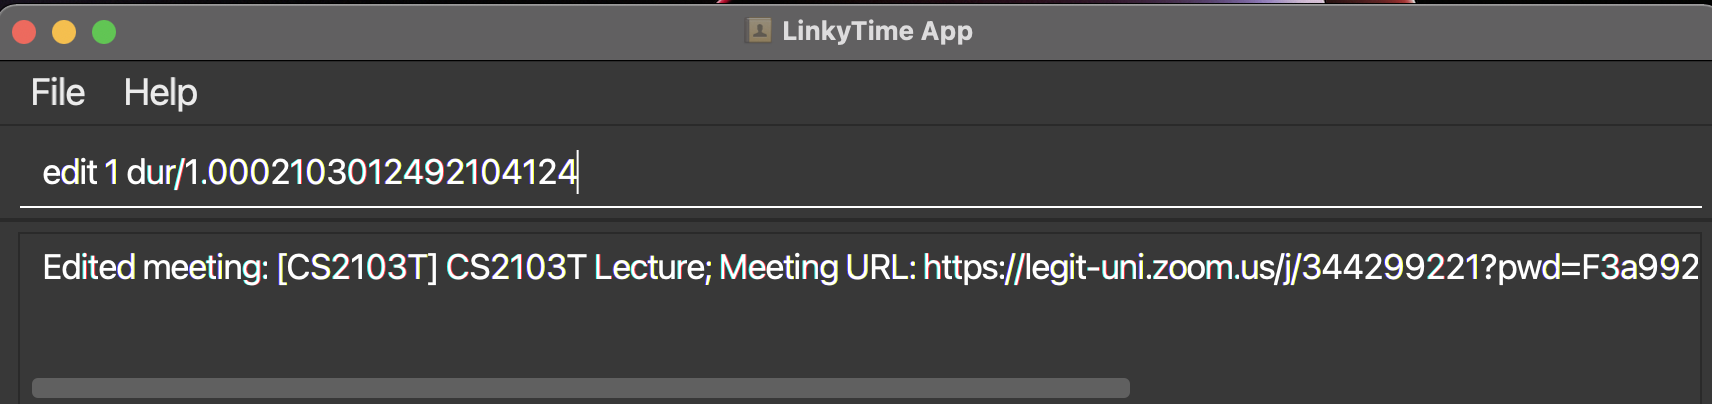 LinkyTime App
File Help
edit 1 dur/1.0002103012492104124
Edited meeting: [CS2103T] CS2103T Lecture; Meeting URL: https://legit-uni.zoom.us/j/344299221?pwd=F3a992